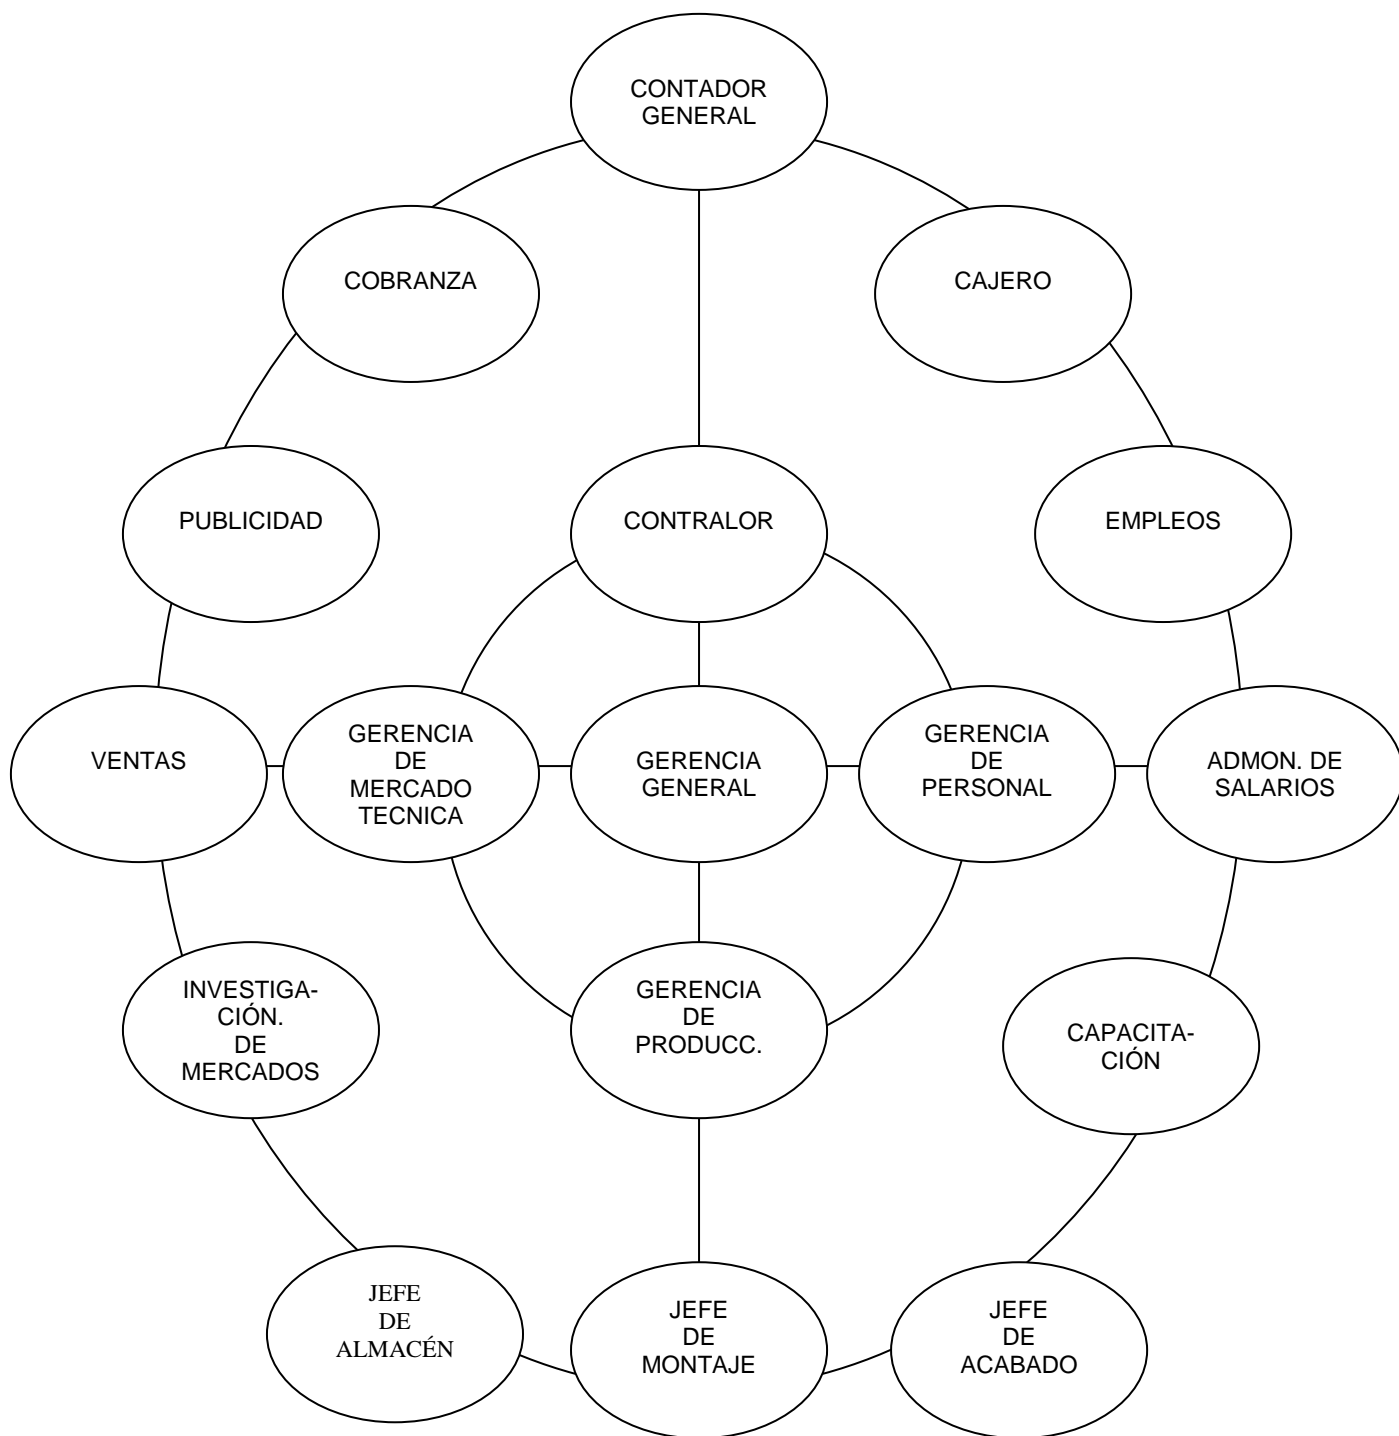 CONTADOR
GENERAL
COBRANZA
CAJERO
PUBLICIDAD
CONTRALOR
EMPLEOS
VENTAS
GERENCIA
DE
MERCADO
TECNICA
GERENCIA
GENERAL
GERENCIA
DE
PERSONAL
ADMON. DE
SALARIOS
INVESTIGA-
CIÓN.
DE
MERCADOS
GERENCIA
DE
PRODUCC.
CAPACITA-
CIÓN
JEFE
DE
ALMACÉN
JEFE
DE
MONTAJE
JEFE
DE
ACABADO